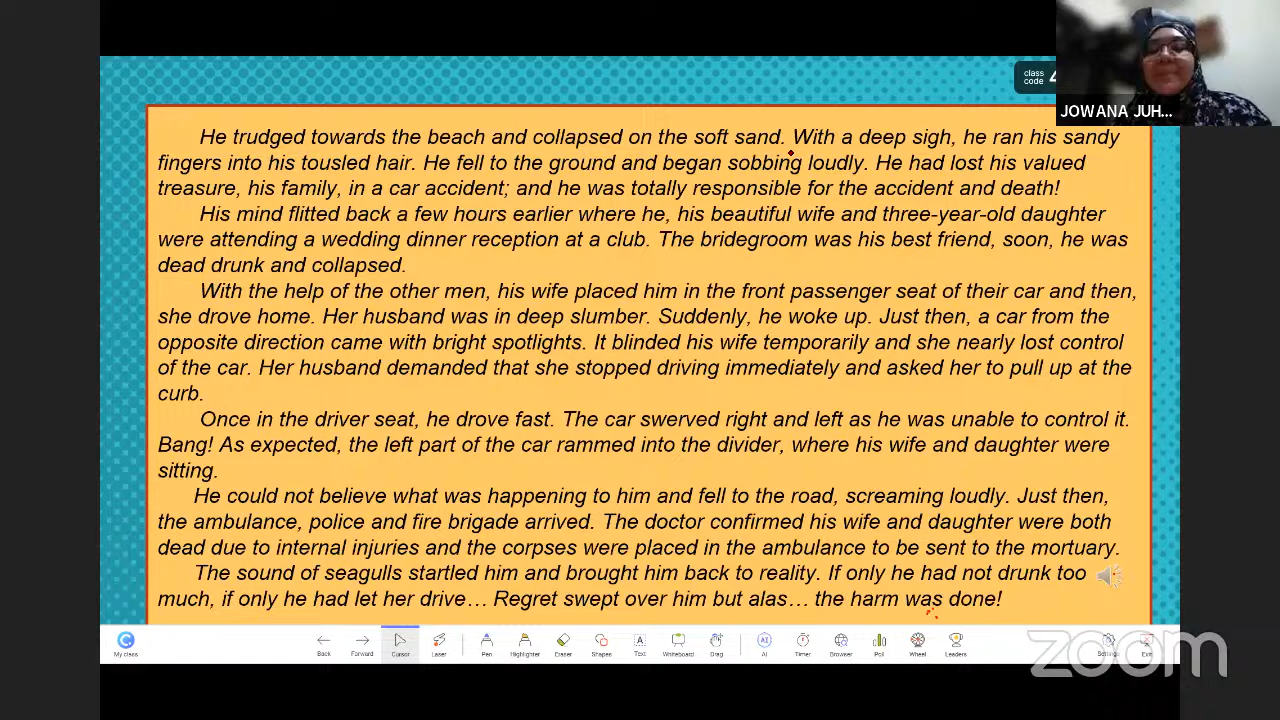 class
code
JOWANA JUH...
He trudged towards the beach and collapsed on the soft sand. With a deep sigh, he ran his sandy
fingers into his tousled hair. He fell to the ground and began sobbing loudly. He had lost his valued
treasure, his family, in a car accident; and he was totally responsible for the accident and death!
His mind flitted back a few hours earlier where he, his beautiful wife and three-year-old daughter
were attending a wedding dinner reception at a club. The bridegroom was his best friend, soon, he was
dead drunk and collapsed.
With the help of the other men, his wife placed him in the front passenger seat of their car and then,
she drove home. Her husband was in deep slumber. Suddenly, he woke up. Just then, a car from the
opposite direction came with bright spotlights. It blinded his wife temporarily and she nearly lost control
of the car. Her husband demanded that she stopped driving immediately and asked her to pull up at the
curb.
Once in the driver seat, he drove fast. The car swerved right and left as he was unable to control it.
Bang! As expected, the left part of the car rammed into the divider, where his wife and daughter were
sitting.
He could not believe what was happening to him and fell to the road, screaming loudly. Just then,
the ambulance, police and fire brigade arrived. The doctor confirmed his wife and daughter were both
dead due to internal injuries and the corpses were placed in the ambulance to be sent to the mortuary.
The sound of seagulls startled him and brought him back to reality. If only he had not drunk too
much, if only he had let her drive… Regret swept over him but alas… the harm was done!
My class Back Forward Cursor Laser Pen Highlighter Eraser Shapes Text Whiteboard Drag AI Timer Browser Poll Wheel Leaders Settings Exit
zoom